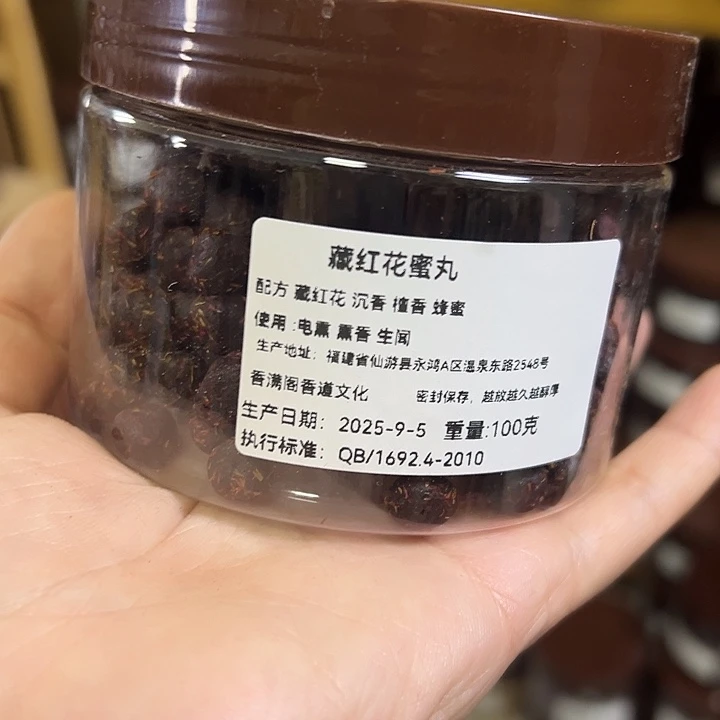 藏红花蜜丸
配方 藏红花 沉香 檀香 蜂蜜
使用:电熏 熏香 生闻
生产地址：福建省仙游县永鸿A区温泉东路2548号
香满阁香道文化 密封保存，越放越久越醇厚
生产日期：2025-9-5 重量:100克
执行标准：QB/1692.4-2010